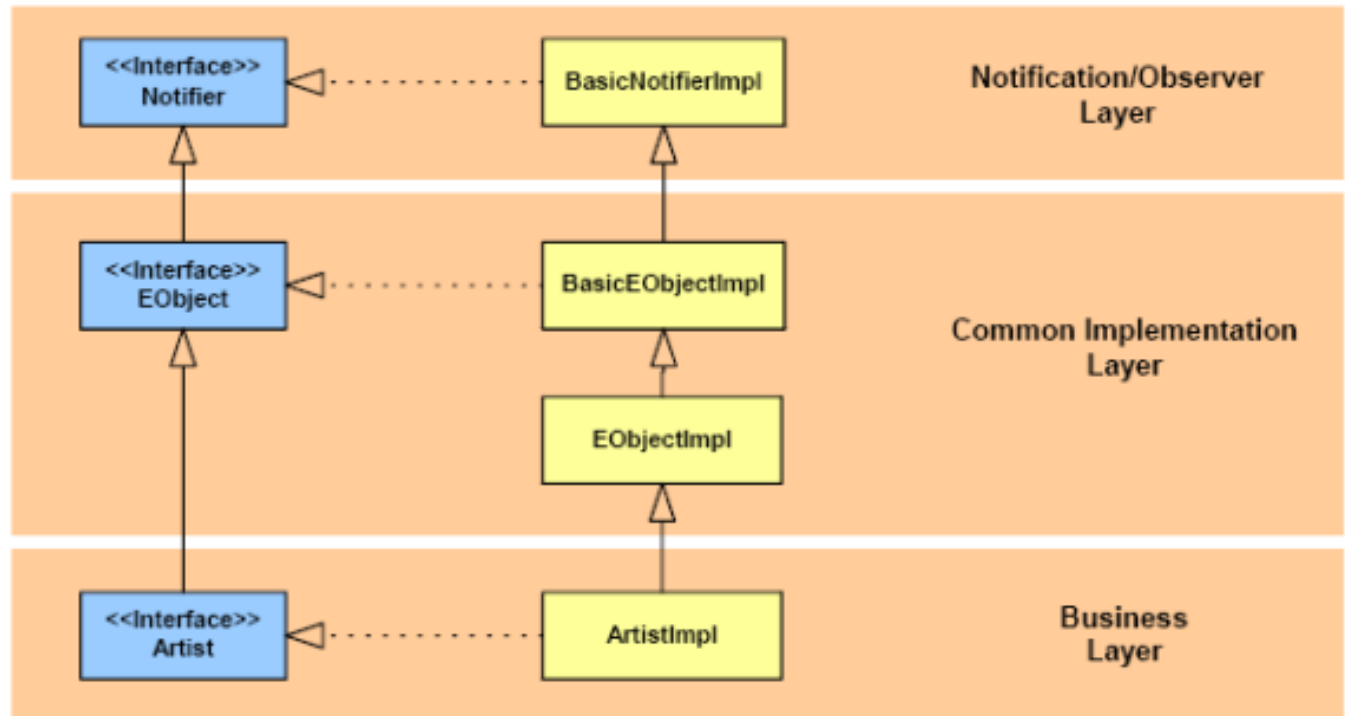 <<Interface>>
Notifier
BasicNotifierImpl
Notification/Observer
Layer
<<Interface>>
EObject
BasicEObjectImpl
Common Implementation
Layer
EObjectImpl
<<Interface>>
Artist
ArtistImpl
Business
Layer